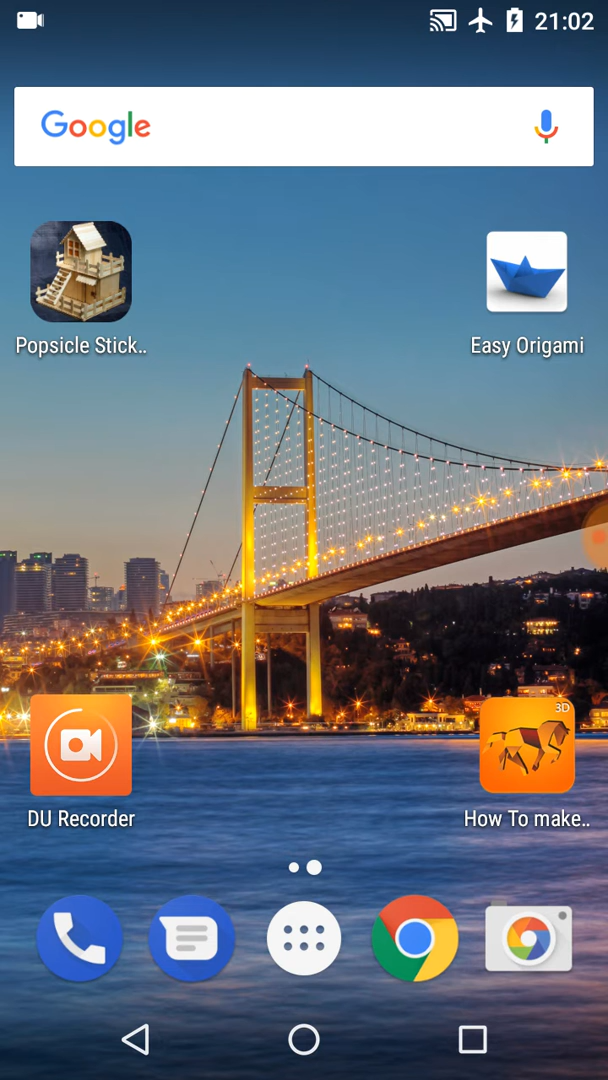 21:02
Google
Popsicle Stick..
Easy Origami
3D
DU Recorder
How To make..